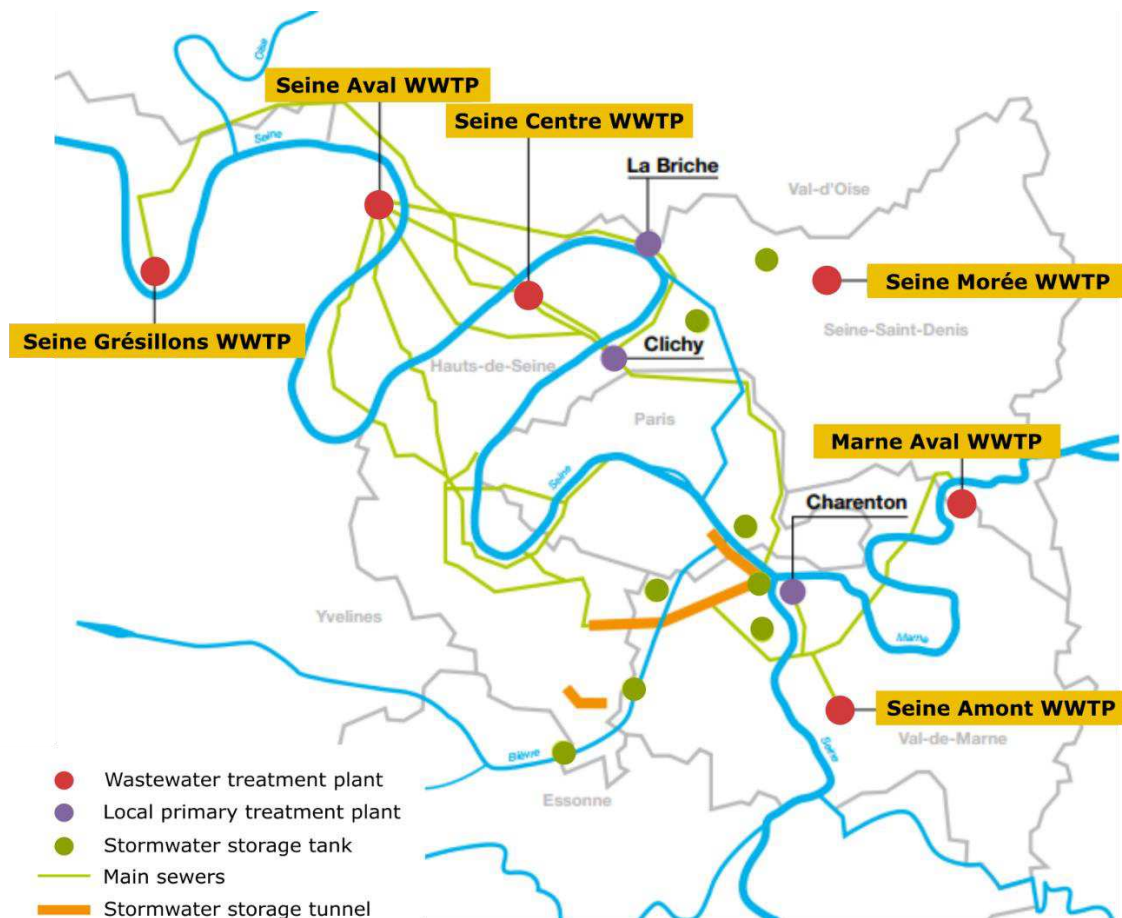 Oise
Seine Aval WWTP
Seine Centre WWTP
Seine
La Briche
Val-d'Oise
Seine Morée WWTP
Seine Grésillons WWTP
Seine-Saint-Denis
Clichy
Hauts-de-Seine
Paris
Marne Aval WWTP
Seine
Charenton
Yvelines
Marne
Seine Amont WWTP
Val-de-Marne
Seine
Bièvre
Essonne
Wastewater treatment plant
Local primary treatment plant
Stormwater storage tank
Main sewers
Stormwater storage tunnel